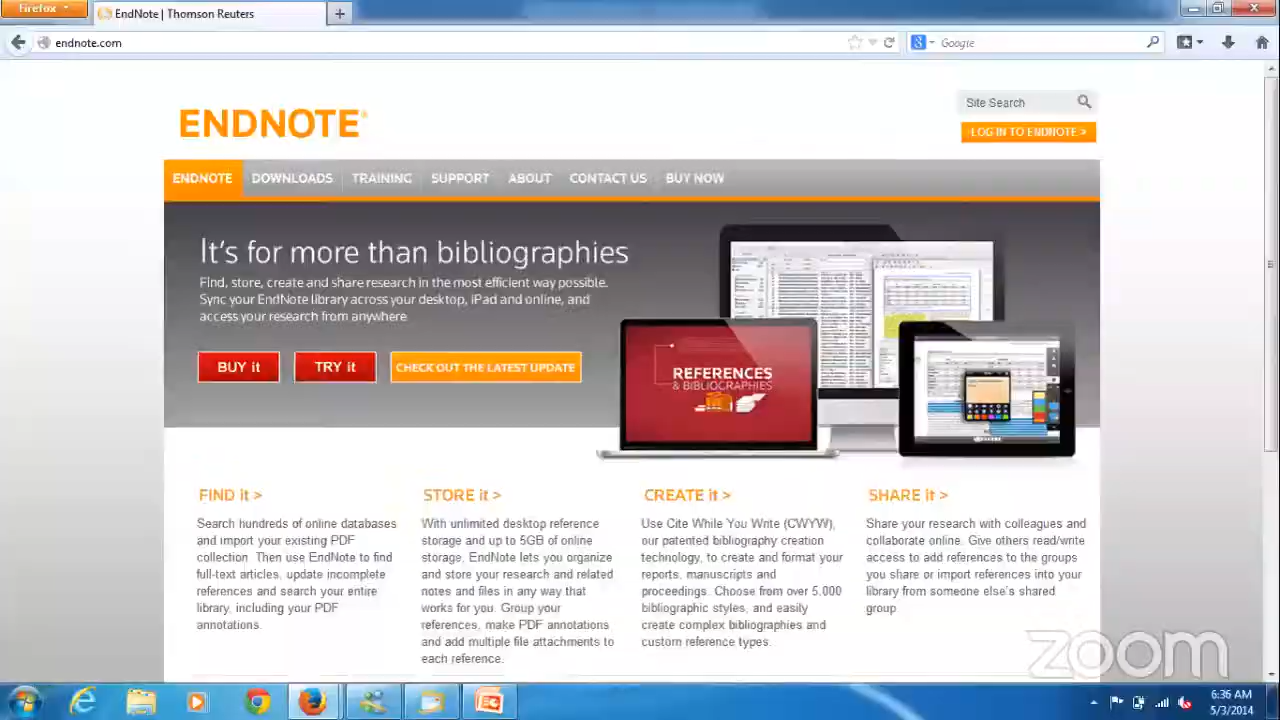 Firefox
EndNote | Thomson Reuters
endnote.com
Google
ENDNOTE
Site Search
LOG IN TO ENDNOTE >
ENDNOTE DOWNLOADS TRAINING SUPPORT ABOUT CONTACT US BUY NOW
It's for more than bibliographies
Find, store, create and share research in the most efficient way possible.
Sync your EndNote library across your desktop, iPad and online, and
access your research from anywhere.
BUY it TRY it CHECK OUT THE LATEST UPDATE
REFERENCES
& BIBLIOGRAPHIES
FIND it >
Search hundreds of online databases
and import your existing PDF
collection. Then use EndNote to find
full-text articles, update incomplete
references and search your entire
library, including your PDF
annotations.
STORE it >
With unlimited desktop reference
storage and up to 5GB of online
storage, EndNote lets you organize
and store your research and related
notes and files in any way that
works for you. Group your
references, make PDF annotations
and add multiple file attachments to
each reference.
CREATE it >
Use Cite While You Write (CWYW),
our patented bibliography creation
technology, to create and format your
reports, manuscripts and
proceedings. Choose from over 5,000
bibliographic styles, and easily
create complex bibliographies and
custom reference types.
SHARE it >
Share your research with colleagues and
collaborate online. Give others read/write
access to add references to the groups
you share or import references into your
library from someone else's shared
group.
zoom
6:36 AM
5/3/2014